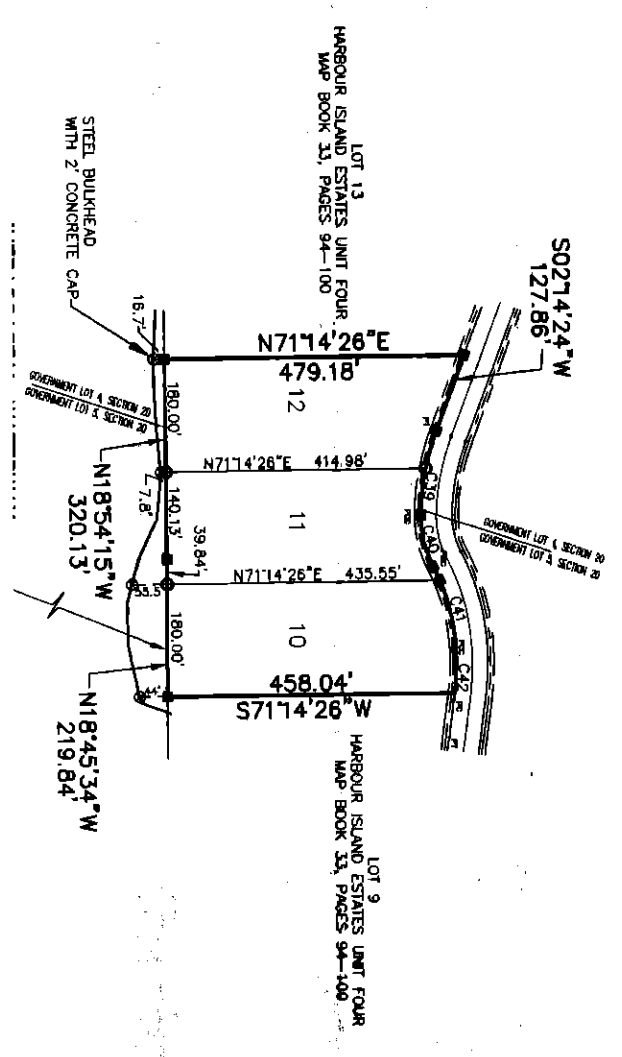 LOT 13
HARBOUR ISLAND ESTATES UNIT FOUR
MAP BOOK 33, PAGES 94-100
S02°14'24"W
127.86'
STEEL BULKHEAD
WITH 2' CONCRETE CAP
16.7'
N71°14'26"E
479.18'
12
GOVERNMENT LOT 4, SECTION 20
GOVERNMENT LOT 5, SECTION 20
180.00'
N71°14'26"E 414.98'
C39
7.8'
N18°54'15"W
320.13'
140.13'
11
C40
GOVERNMENT LOT 4, SECTION 20
GOVERNMENT LOT 5, SECTION 20
39.84'
N71°14'26"E 435.55'
53.5'
C41
180.00'
10
C42
44'
458.04'
S71°14'26"W
N18°45'34"W
219.84'
LOT 9
HARBOUR ISLAND ESTATES UNIT FOUR
MAP BOOK 33, PAGES 94-100